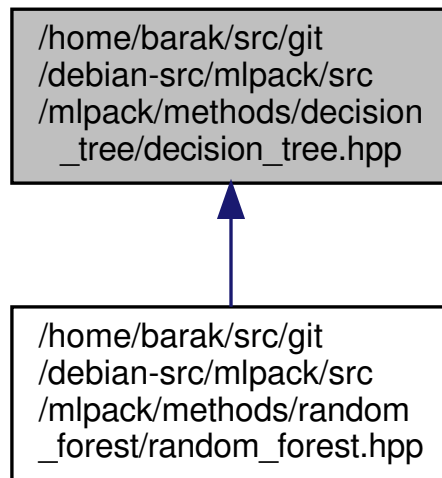 /home/barak/src/git
/debian-src/mlpack/src
/mlpack/methods/decision
_tree/decision_tree.hpp
/home/barak/src/git
/debian-src/mlpack/src
/mlpack/methods/random
_forest/random_forest.hpp